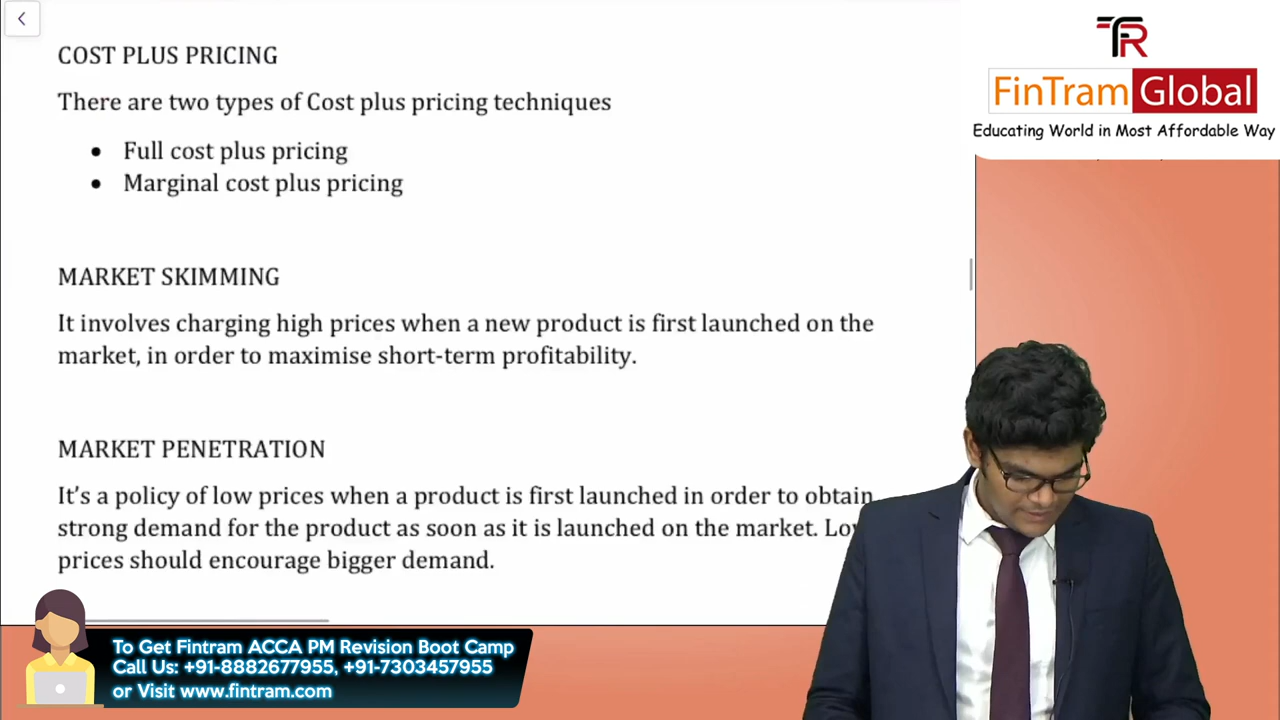 COST PLUS PRICING
There are two types of Cost plus pricing techniques
• Full cost plus pricing
• Marginal cost plus pricing
MARKET SKIMMING
It involves charging high prices when a new product is first launched on the
market, in order to maximise short-term profitability.
MARKET PENETRATION
It's a policy of low prices when a product is first launched in order to obtain
strong demand for the product as soon as it is launched on the market.
prices should encourage bigger demand.
TR
FinTram Global
Educating World in Most Affordable Way
To Get Fintram ACCA PM Revision Boot Camp
Call Us: +91-8882677955, +91-7303457955
or Visit www.fintram.com